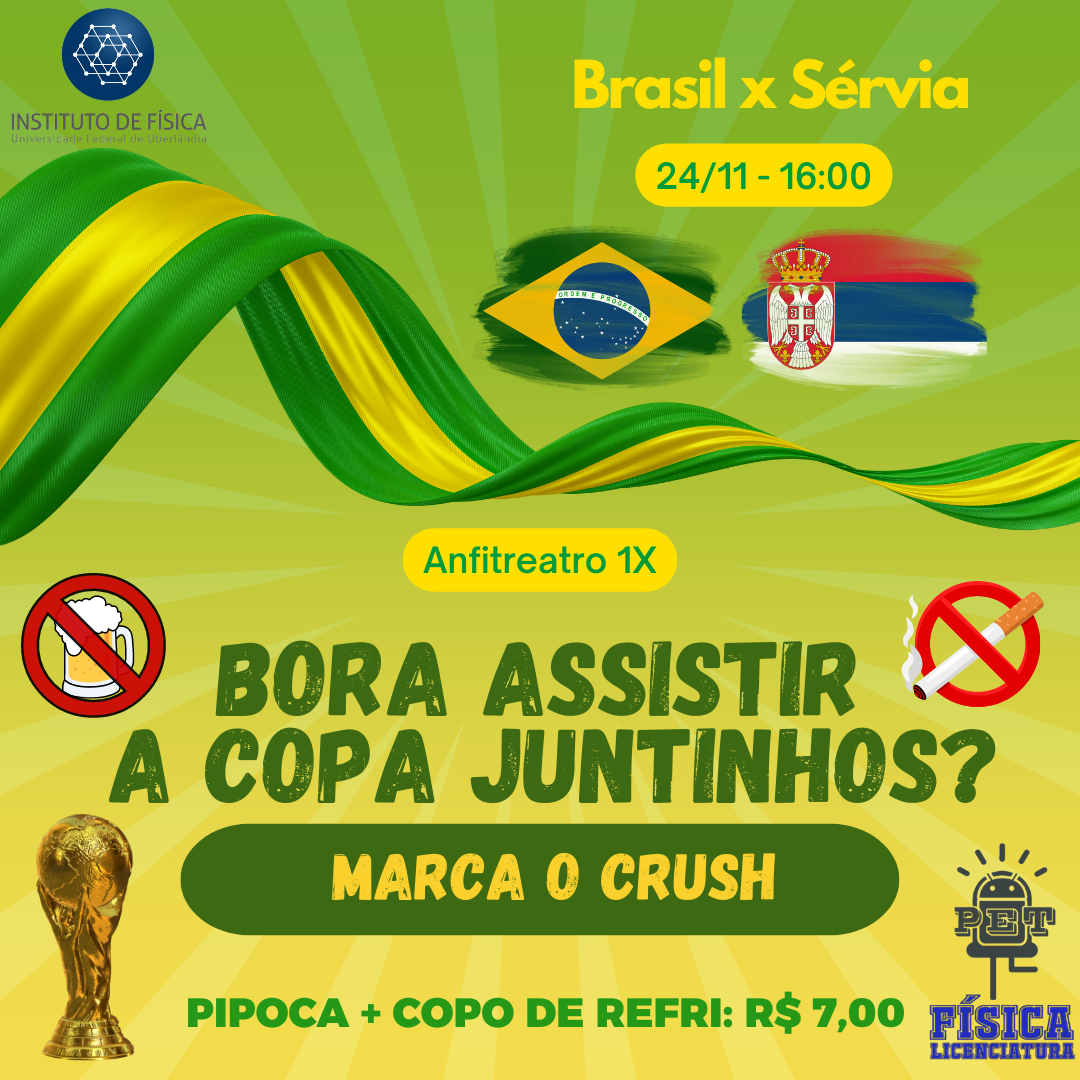 INSTITUTO DE FÍSICA
Universidade Federal de Uberlândia
Brasil x Sérvia
24/11 - 16:00
ORDEM E PROGRESSO
Anfitreatro 1X
BORA ASSISTIR
A COPA JUNTINHOS?
MARCA O CRUSH
PET
PIPOCA + COPO DE REFRI: R$ 7,00
FÍSICA
LICENCIATURA